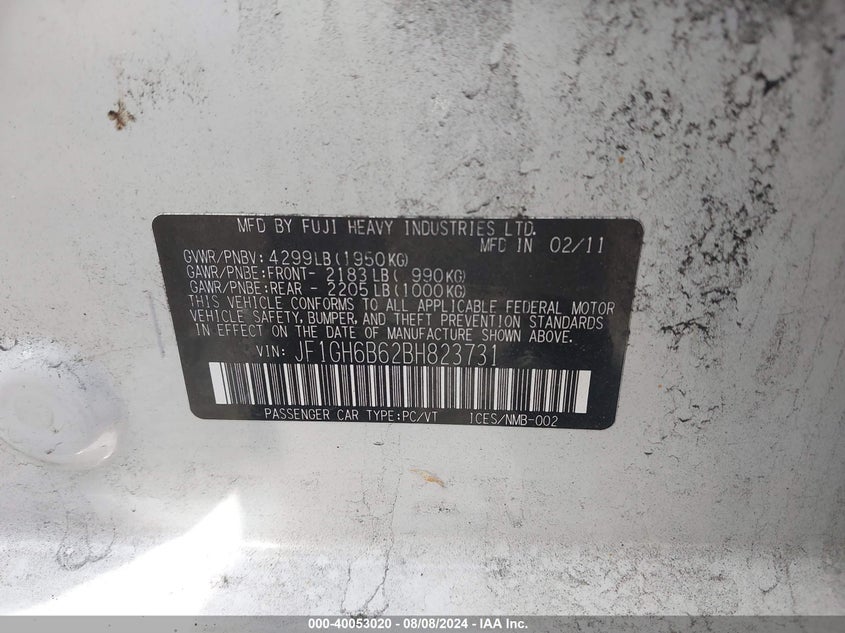 MFD BY FUJI HEAVY INDUSTRIES LTD.
MFD IN 02/11
GVWR/PNBV: 4299LB(1950KG)
GAWR/PNBE:FRONT- 2183LB( 990KG)
GAWR/PNBE:REAR - 2205LB(1000KG)
THIS VEHICLE CONFORMS TO ALL APPLICABLE FEDERAL MOTOR
VEHICLE SAFETY, BUMPER, AND THEFT PREVENTION STANDARDS
IN EFFECT ON THE DATE OF MANUFACTURE SHOWN ABOVE.
VIN: JF1GH6B62BH823731
PASSENGER CAR TYPE:PC/VT ICES/NMB-002
000-40053020 - 08/08/2024 - IAA Inc.